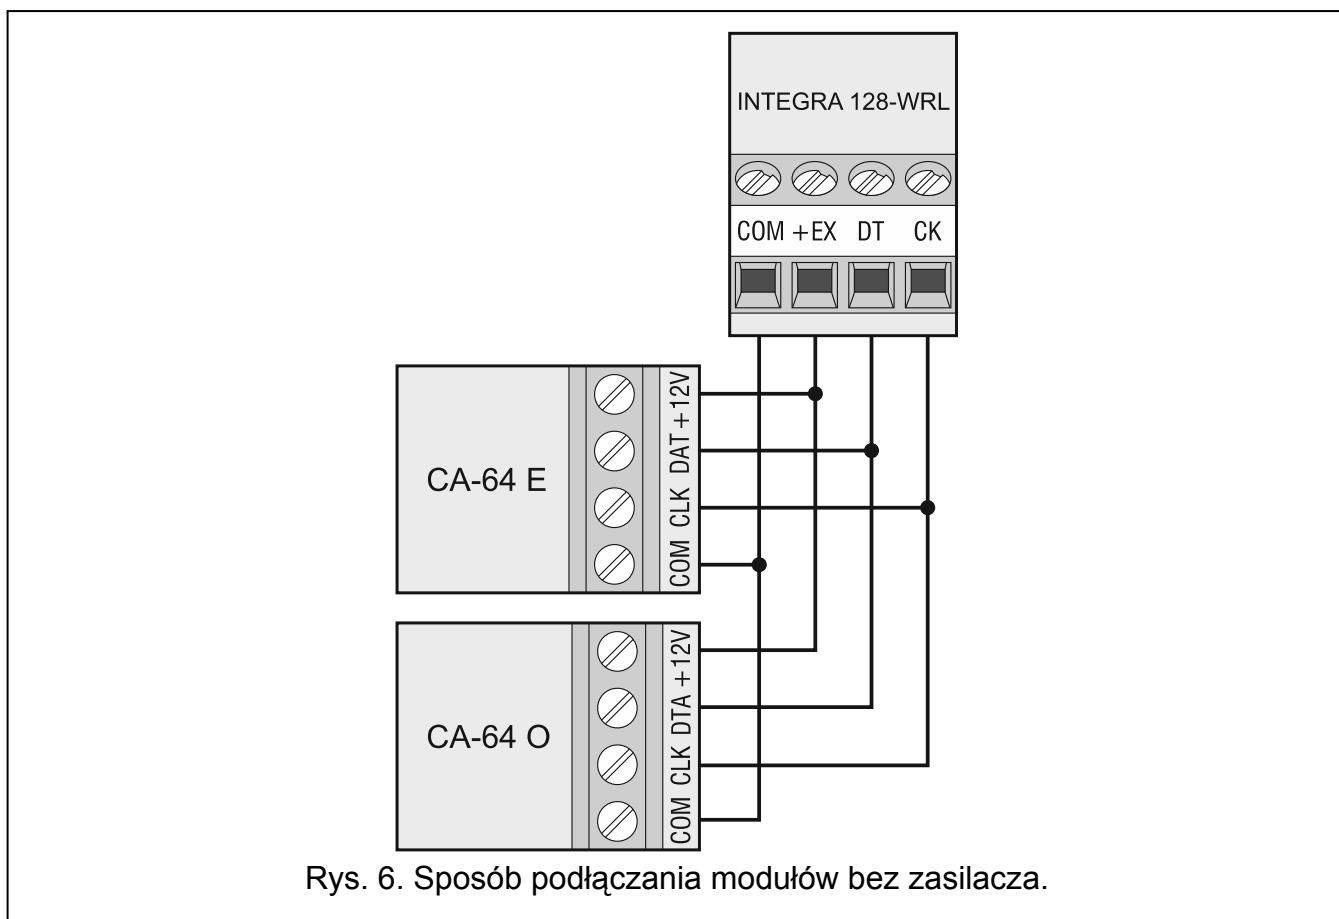 INTEGRA 128-WRL
COM +EX DT CK
CA-64 E
COM CLK DAT +12V
CA-64 O
COM CLK DTA +12V
Rys. 6. Sposób podłączania modułów bez zasilacza.